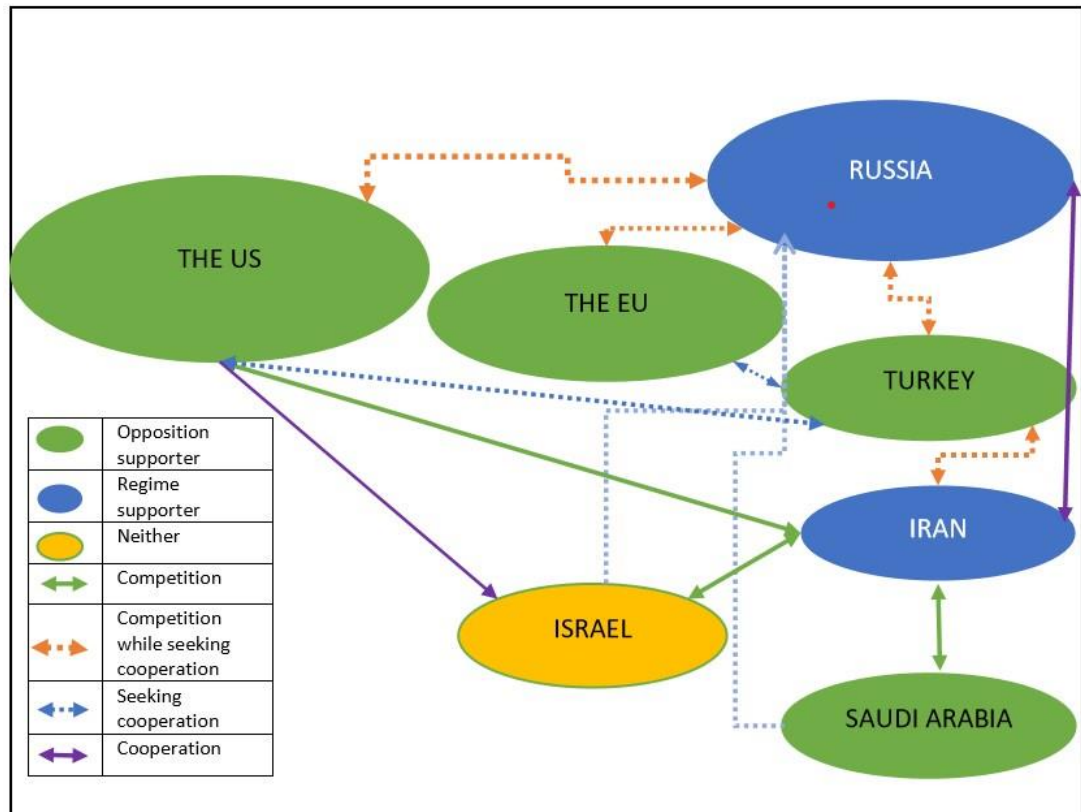 RUSSIA
THE US
THE EU
TURKEY
IRAN
ISRAEL
SAUDI ARABIA
Opposition
supporter
Regime
supporter
Neither
Competition
Competition
while seeking
cooperation
Seeking
cooperation
Cooperation